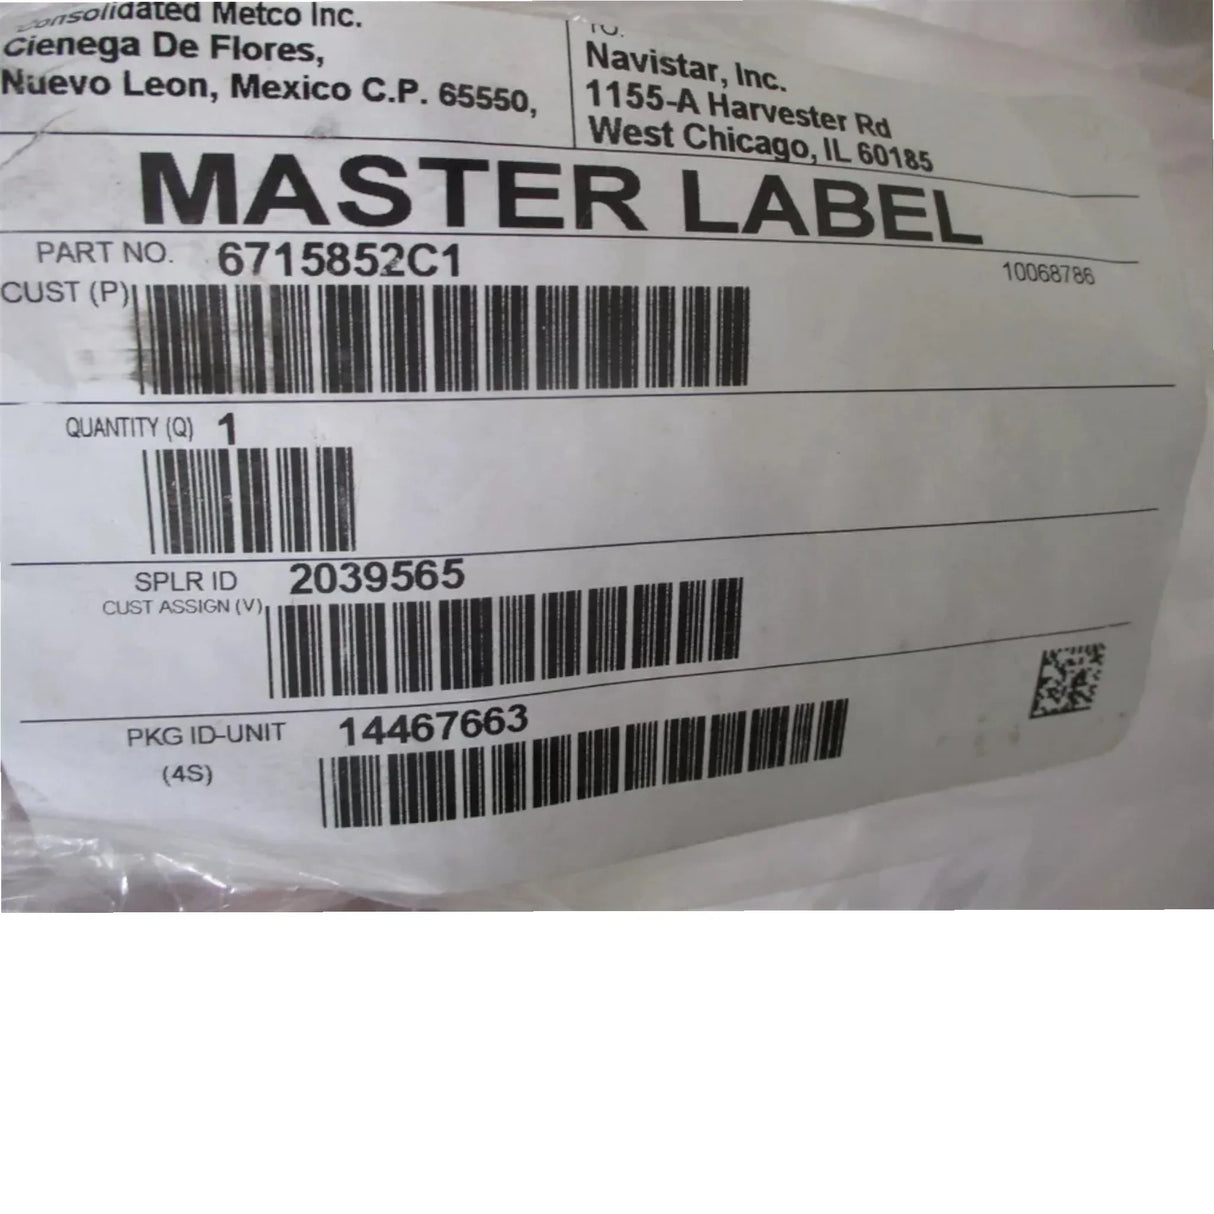 Consolidated Metco Inc.
Cienega De Flores,
Nuevo Leon, Mexico C.P. 65550,
TO:
Navistar, Inc.
1155-A Harvester Rd
West Chicago, IL 60185
MASTER LABEL
PART NO. 6715852C1
10068786
CUST (P)
QUANTITY (Q) 1
SPLR ID 2039565
CUST ASSIGN (V)
PKG ID-UNIT 14467663
(4S)